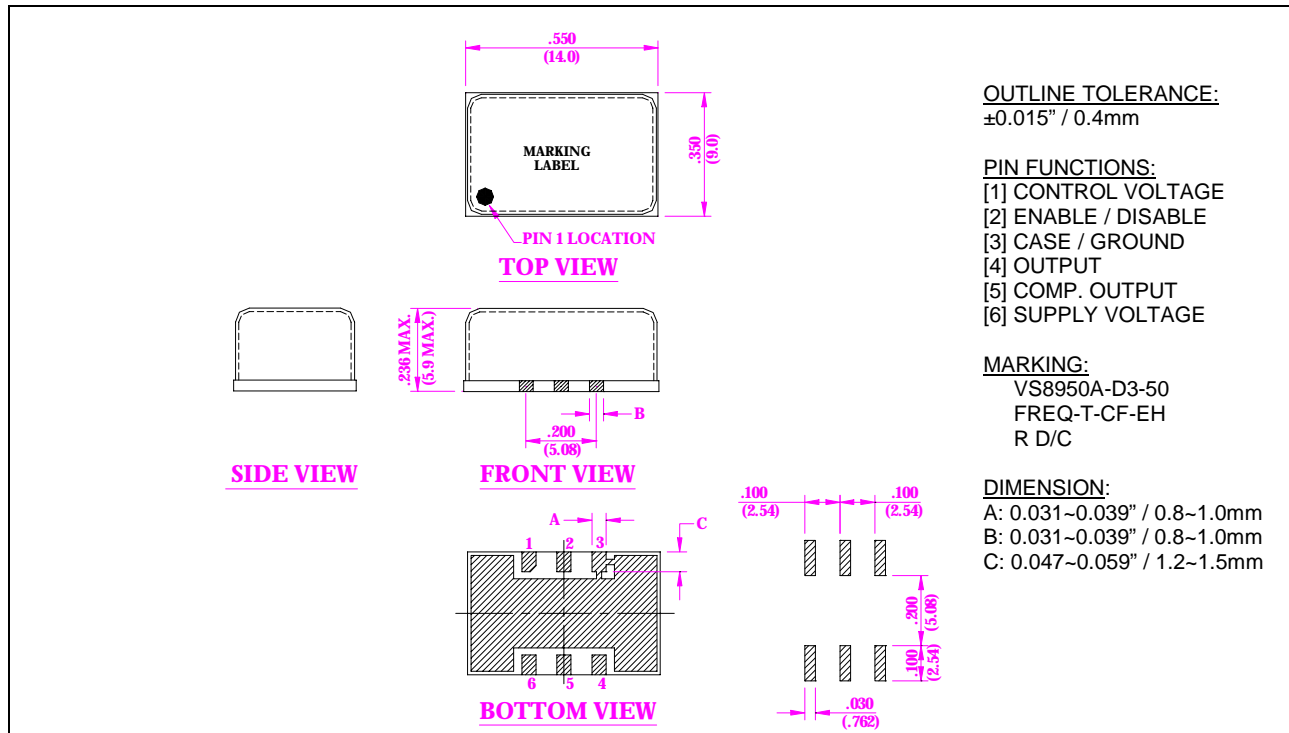 .550
(14.0)
MARKING
LABEL
.350
(9.0)
PIN 1 LOCATION
TOP VIEW
.236 MAX.
(5.9 MAX.)
B
.200
(5.08)
SIDE VIEW
FRONT VIEW
A
C
1 2 3
6 5 4
BOTTOM VIEW
.100
(2.54)
.100
(2.54)
.200
(5.08)
.100
(2.54)
.030
(.762)
OUTLINE TOLERANCE:
±0.015” / 0.4mm
PIN FUNCTIONS:
[1] CONTROL VOLTAGE
[2] ENABLE / DISABLE
[3] CASE / GROUND
[4] OUTPUT
[5] COMP. OUTPUT
[6] SUPPLY VOLTAGE
MARKING:
VS8950A-D3-50
FREQ-T-CF-EH
R D/C
DIMENSION:
A: 0.031~0.039” / 0.8~1.0mm
B: 0.031~0.039” / 0.8~1.0mm
C: 0.047~0.059” / 1.2~1.5mm